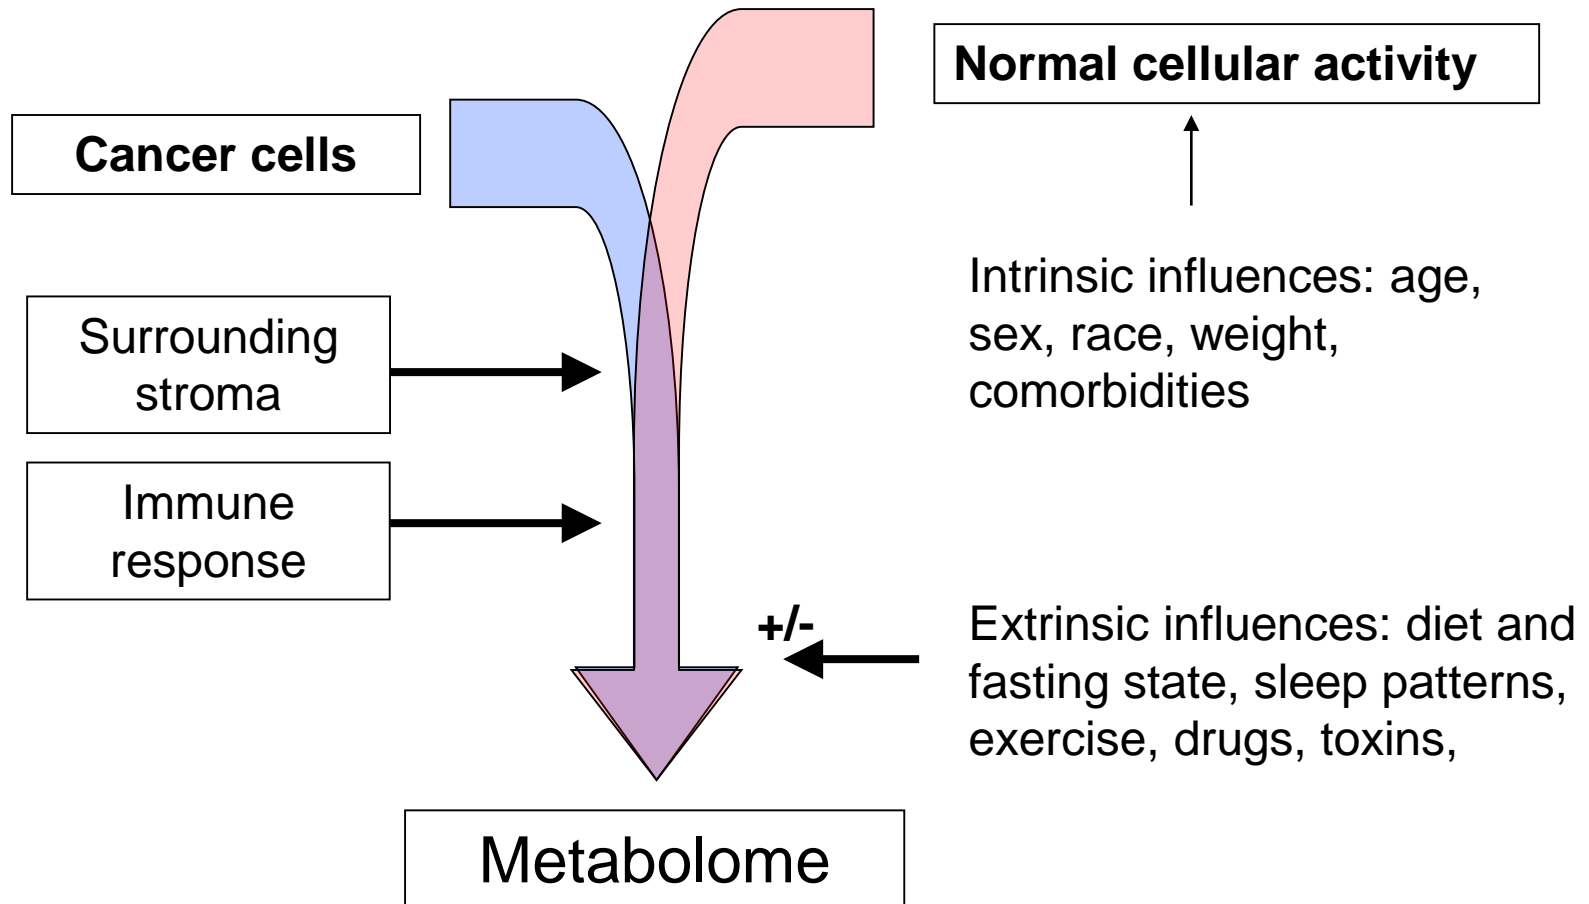 Normal cellular activity
Cancer cells
Intrinsic influences: age,
sex, race, weight,
comorbidities
Surrounding
stroma
Immune
response
+/-
Extrinsic influences: diet and
fasting state, sleep patterns,
exercise, drugs, toxins,
Metabolome